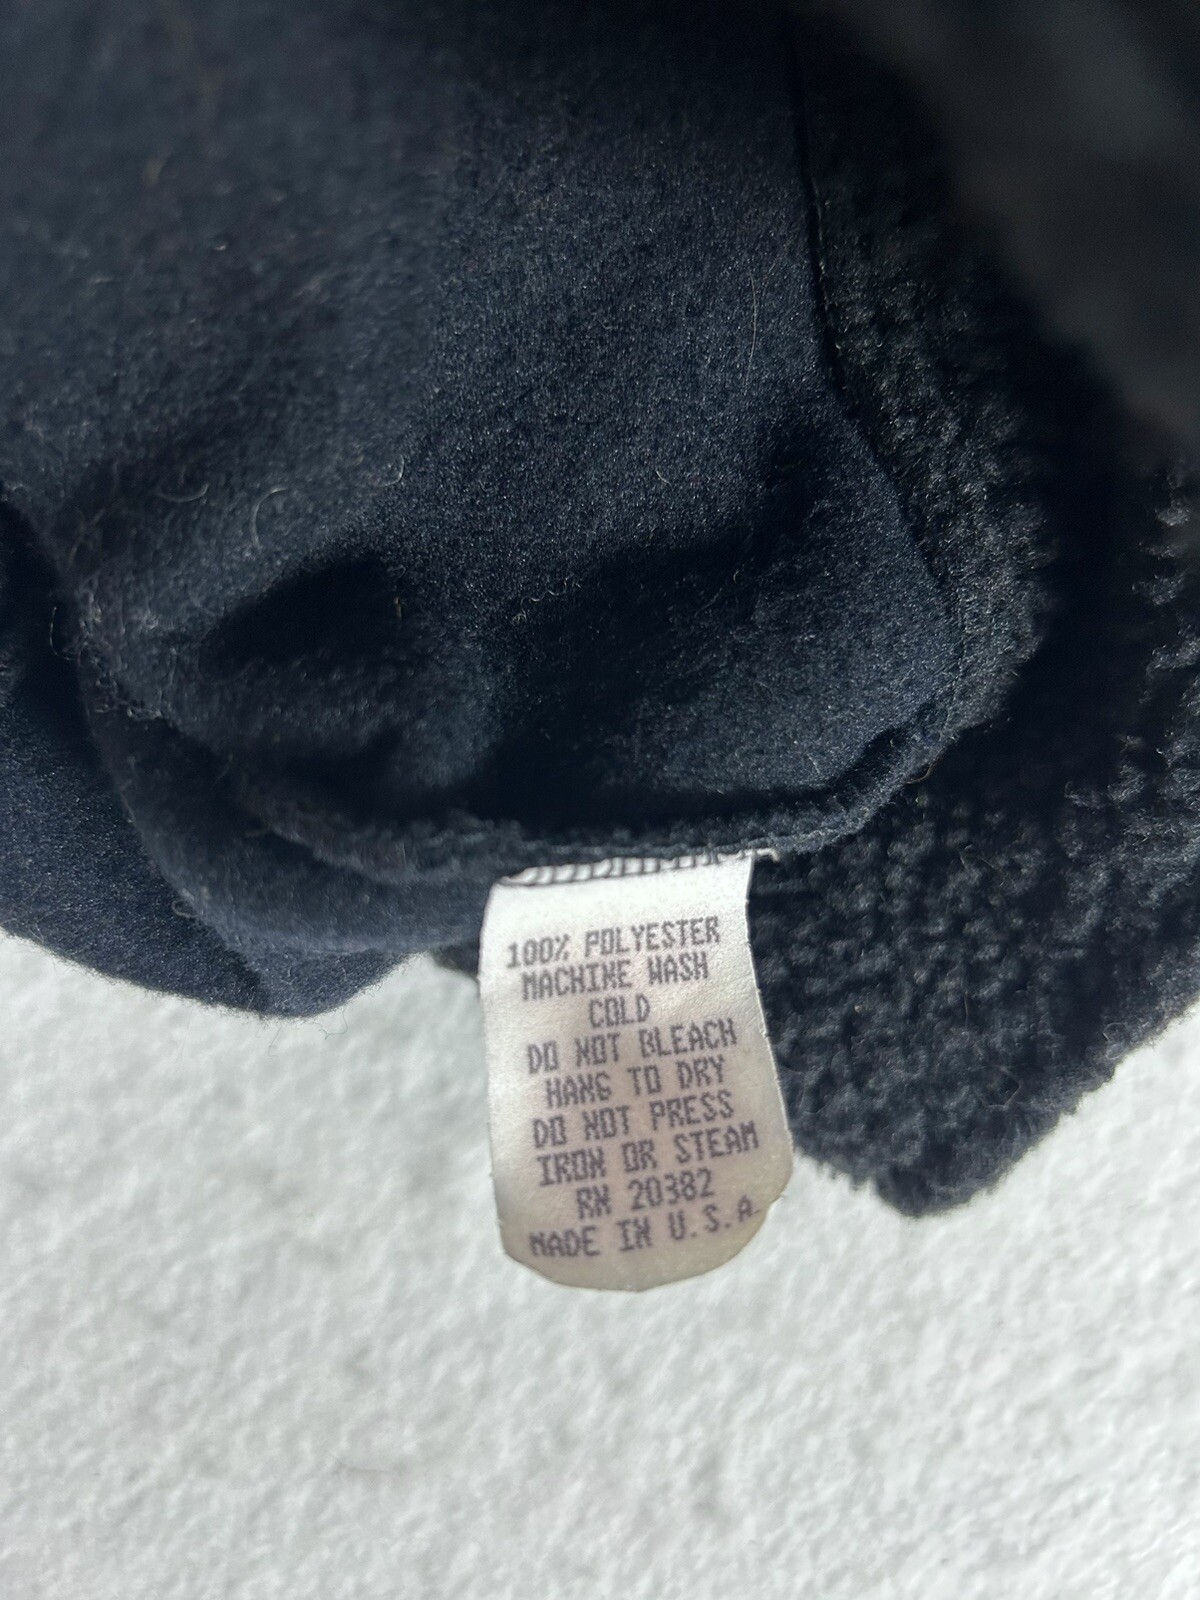 100% POLYESTER
MACHINE WASH
COLD
DO NOT BLEACH
HANG TO DRY
DO NOT PRESS
IRON OR STEAM
RN 20382
MADE IN U.S.A.